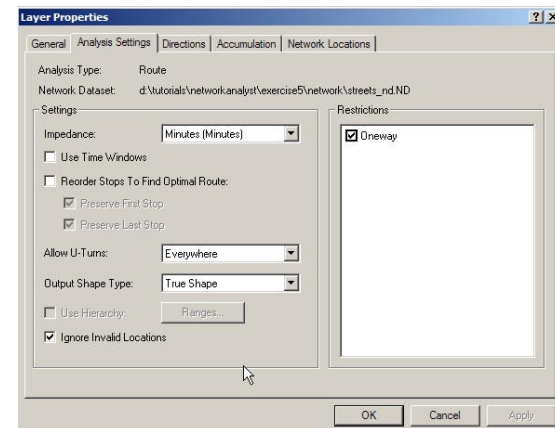 Layer Properties
General Analysis Settings Directions Accumulation Network Locations
Analysis Type: Route
Network Dataset: d:\tutorials\networkanalyst\exercise5\network\streets_nd.ND
Settings
Impedance: Minutes (Minutes)
Use Time Windows
Reorder Stops To Find Optimal Route:
Preserve First Stop
Preserve Last Stop
Allow U-Turns: Everywhere
Output Shape Type: True Shape
Use Hierarchy: Ranges...
Ignore Invalid Locations
Restrictions
Oneway
OK Cancel Apply